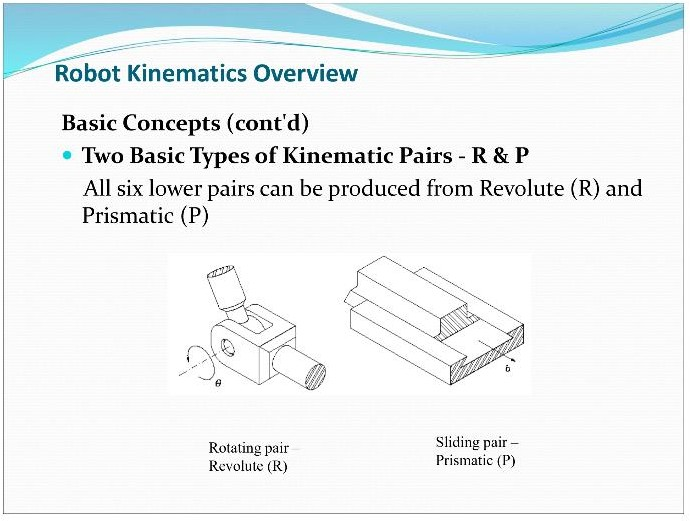 Robot Kinematics Overview
Basic Concepts (cont'd)
• Two Basic Types of Kinematic Pairs - R & P
All six lower pairs can be produced from Revolute (R) and
Prismatic (P)
θ
Rotating pair –
Revolute (R)
Sliding pair –
Prismatic (P)